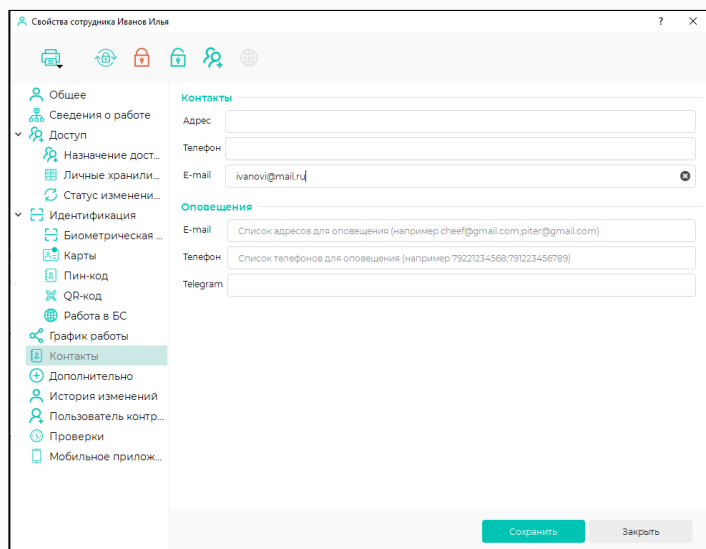 Свойства сотрудника Иванов Илья
?
Общее
Сведения о работе
Доступ
Назначение дост...
Личные хранили...
Статус изменени...
Идентификация
Биометрическая ...
Карты
Пин-код
QR-код
Работа в БС
График работы
Контакты
Дополнительно
История изменений
Пользователь контр...
Проверки
Мобильное прилож...
Контакты
Адрес
Телефон
E-mail ivanovi@mail.ru
Оповещения
E-mail Список адресов для оповещения (например cheef@gmail.com;piter@gmail.com)
Телефон Список телефонов для оповещения (например 79221234568;791223456789)
Telegram
Сохранить Закрыть